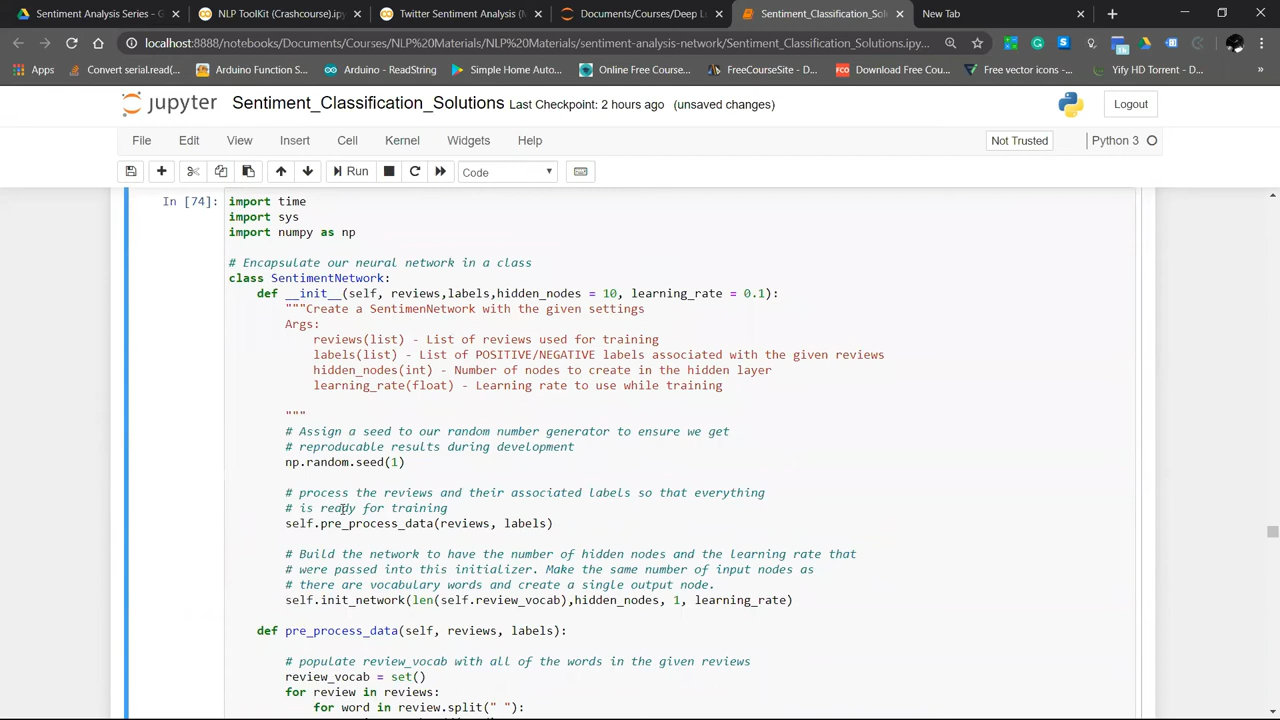 Sentiment Analysis Series - G
NLP ToolKit (Crashcourse).ipy
Twitter Sentiment Analysis (M
Documents/Courses/Deep L
Sentiment_Classification_Solu
New Tab
localhost:8888/notebooks/Documents/Courses/NLP%20Materials/NLP%20Materials/sentiment-analysis-network/Sentiment_Classification_Solutions.ipy...
Apps
Convert serial.read(...
Arduino Function S...
Arduino - ReadString
Simple Home Auto...
Online Free Course...
FreeCourseSite - D...
FCO
Download Free Cou...
Free vector icons -...
Yify HD Torrent - D...
jupyter Sentiment_Classification_Solutions Last Checkpoint: 2 hours ago (unsaved changes)
Logout
File Edit View Insert Cell Kernel Widgets Help
Not Trusted
Python 3
Run
Code
In [74]:
import time
import sys
import numpy as np
# Encapsulate our neural network in a class
class SentimentNetwork:
def __init__(self, reviews,labels,hidden_nodes = 10, learning_rate = 0.1):
"""Create a SentimenNetwork with the given settings
Args:
reviews(list) - List of reviews used for training
labels(list) - List of POSITIVE/NEGATIVE labels associated with the given reviews
hidden_nodes(int) - Number of nodes to create in the hidden layer
learning_rate(float) - Learning rate to use while training
"""
# Assign a seed to our random number generator to ensure we get
# reproducable results during development
np.random.seed(1)
# process the reviews and their associated labels so that everything
# is ready for training
self.pre_process_data(reviews, labels)
# Build the network to have the number of hidden nodes and the learning rate that
# were passed into this initializer. Make the same number of input nodes as
# there are vocabulary words and create a single output node.
self.init_network(len(self.review_vocab),hidden_nodes, 1, learning_rate)
def pre_process_data(self, reviews, labels):
# populate review_vocab with all of the words in the given reviews
review_vocab = set()
for review in reviews:
for word in review.split(" "):